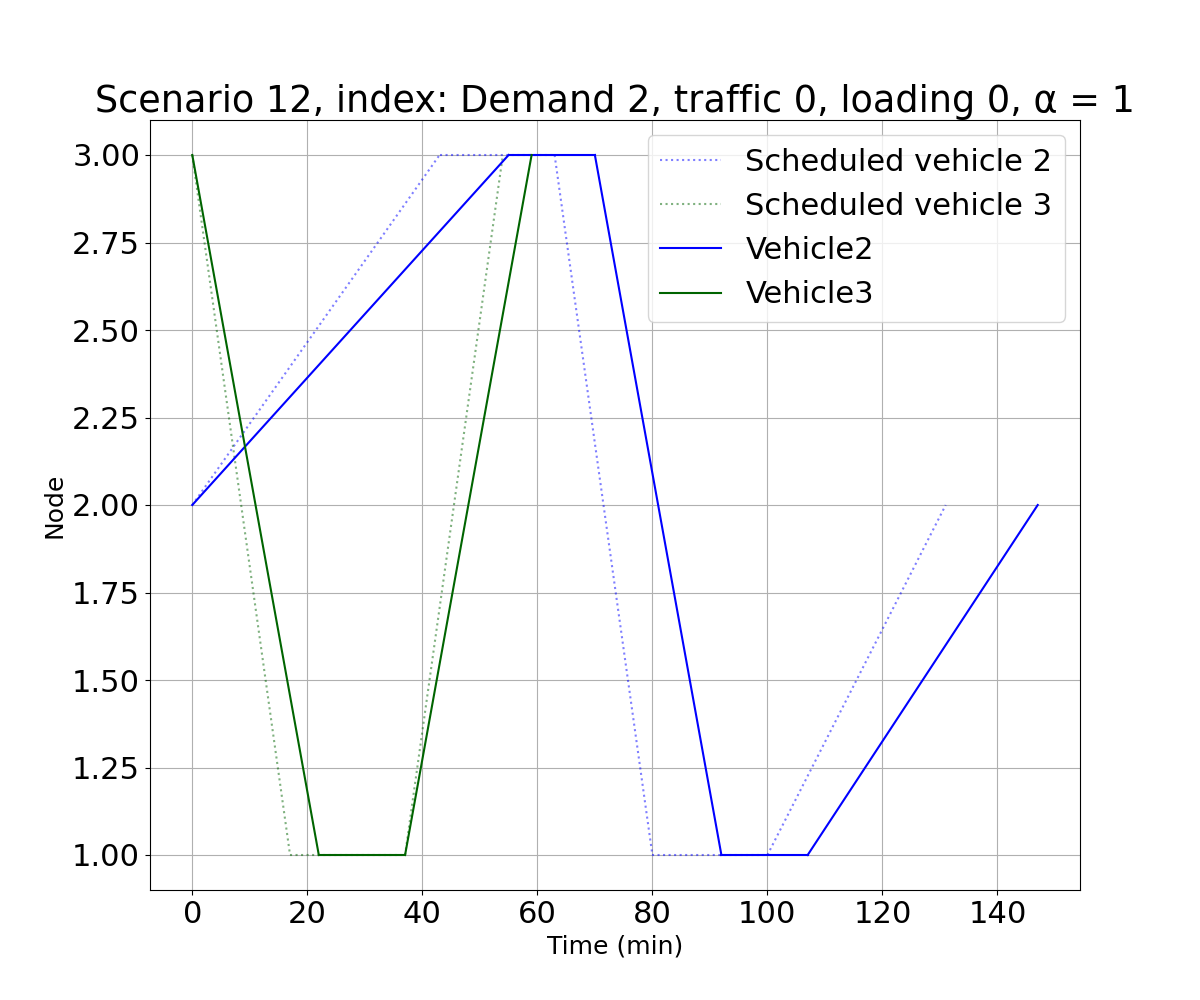 Scenario 12, index: Demand 2, traffic 0, loading 0, α = 1
3.00
2.75
2.50
2.25
2.00
1.75
1.50
1.25
1.00
Node
Scheduled vehicle 2
Scheduled vehicle 3
Vehicle2
Vehicle3
0 20 40 60 80 100 120 140
Time (min)